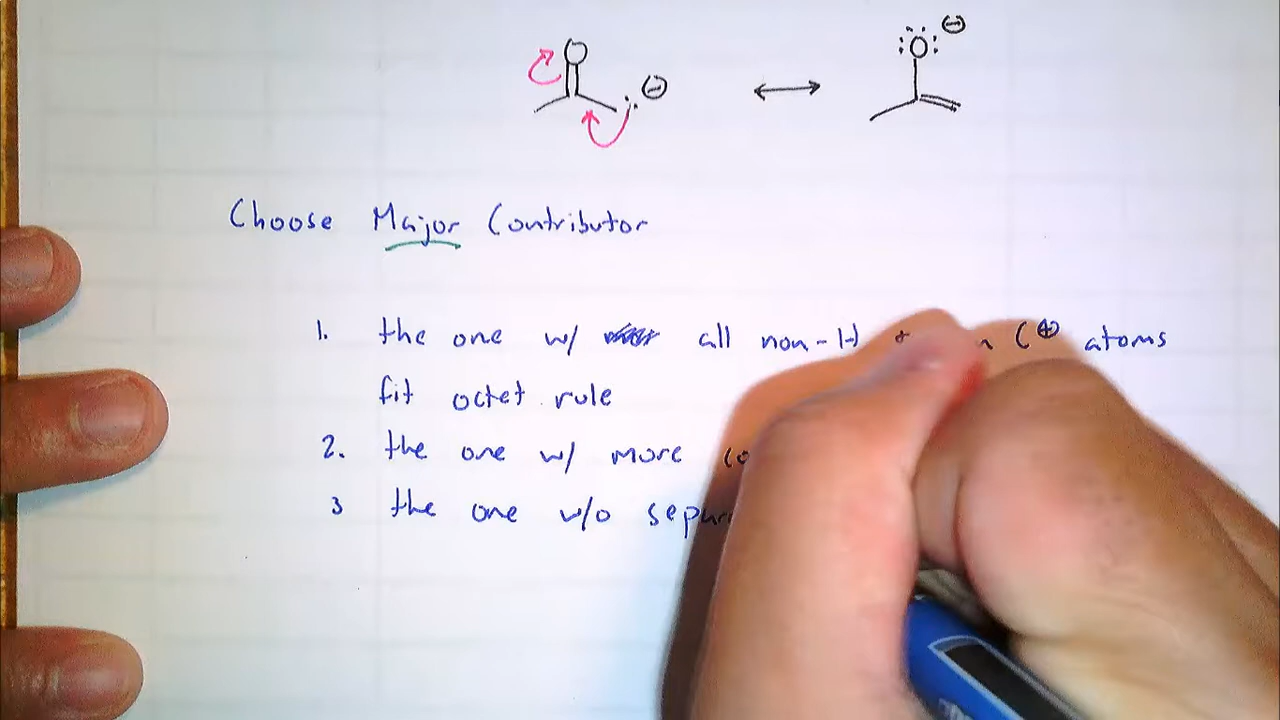 O
⊖
:Ö: ⊖
Choose Major Contributor
1. the one w/ all non-H C⊕ atoms
fit octet rule
2. the one w/ more
3 the one w/o